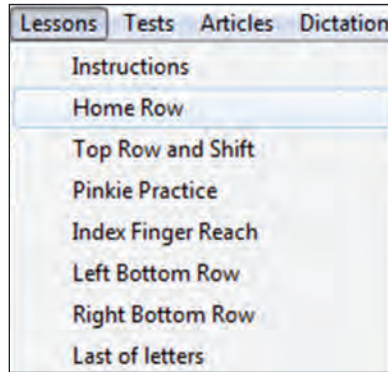 Lessons Tests Articles Dictation
Instructions
Home Row
Top Row and Shift
Pinkie Practice
Index Finger Reach
Left Bottom Row
Right Bottom Row
Last of letters